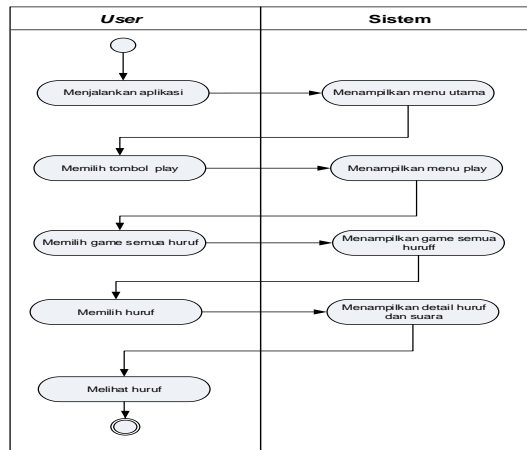 User
Sistem
Menjalankan aplikasi
Menampilkan menu utama
Memilih tombol play
Menampilkan menu play
Memilih game semua huruf
Menampilkan game semua
huruff
Memilih huruf
Menampilkan detail huruf
dan suara
Melihat huruf